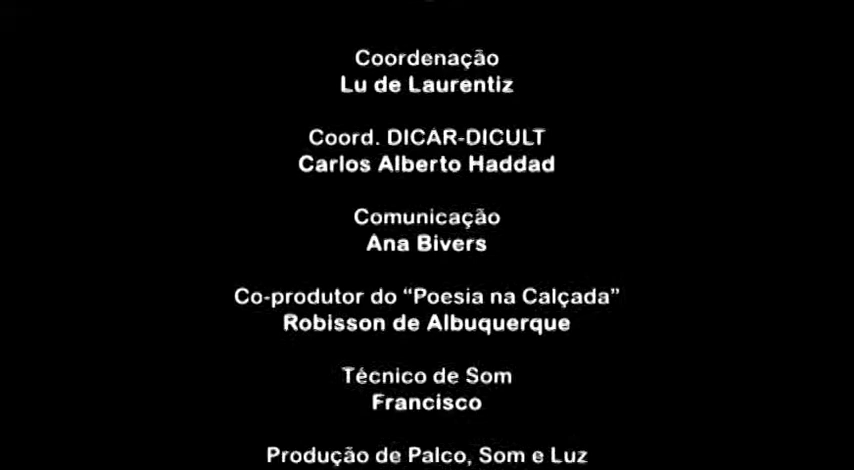 Coordenação
Lu de Laurentiz
Coord. DICAR-DICULT
Carlos Alberto Haddad
Comunicação
Ana Bivers
Co-produtor do “Poesia na Calçada”
Robisson de Albuquerque
Técnico de Som
Francisco
Produção de Palco, Som e Luz